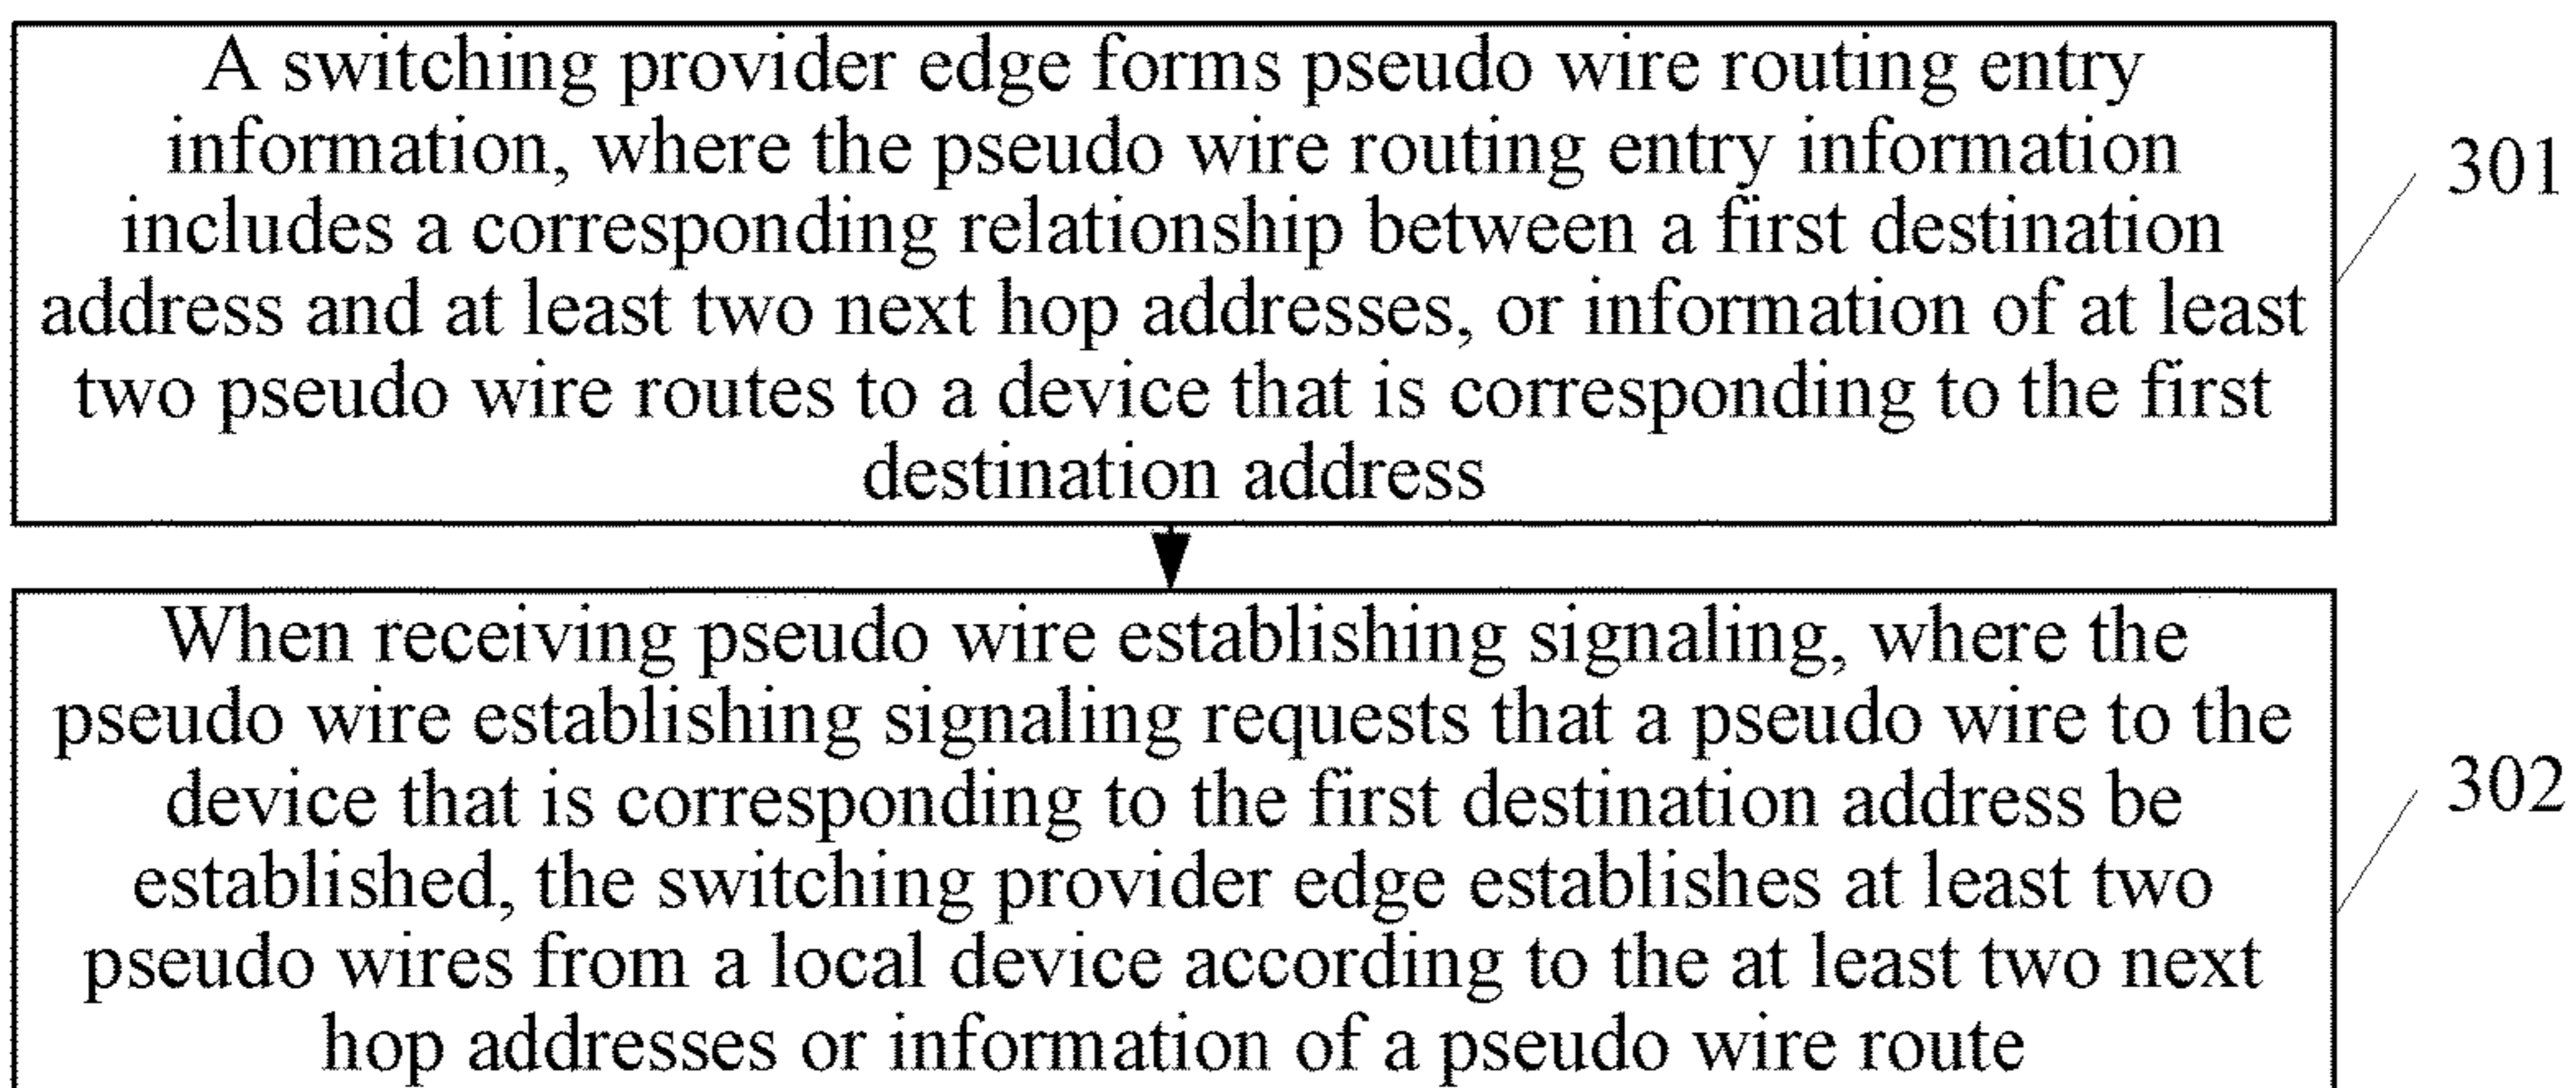 A switching provider edge forms pseudo wire routing entry
information, where the pseudo wire routing entry information
includes a corresponding relationship between a first destination
address and at least two next hop addresses, or information of at least
two pseudo wire routes to a device that is corresponding to the first
destination address
301
When receiving pseudo wire establishing signaling, where the
pseudo wire establishing signaling requests that a pseudo wire to the
device that is corresponding to the first destination address be
established, the switching provider edge establishes at least two
pseudo wires from a local device according to the at least two next
hop addresses or information of a pseudo wire route
302